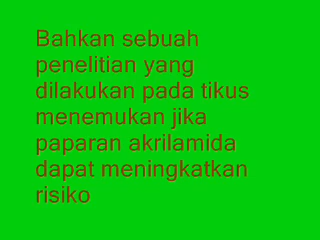 Bahkan sebuah
penelitian yang
dilakukan pada tikus
menemukan jika
paparan akrilamida
dapat meningkatkan
risiko